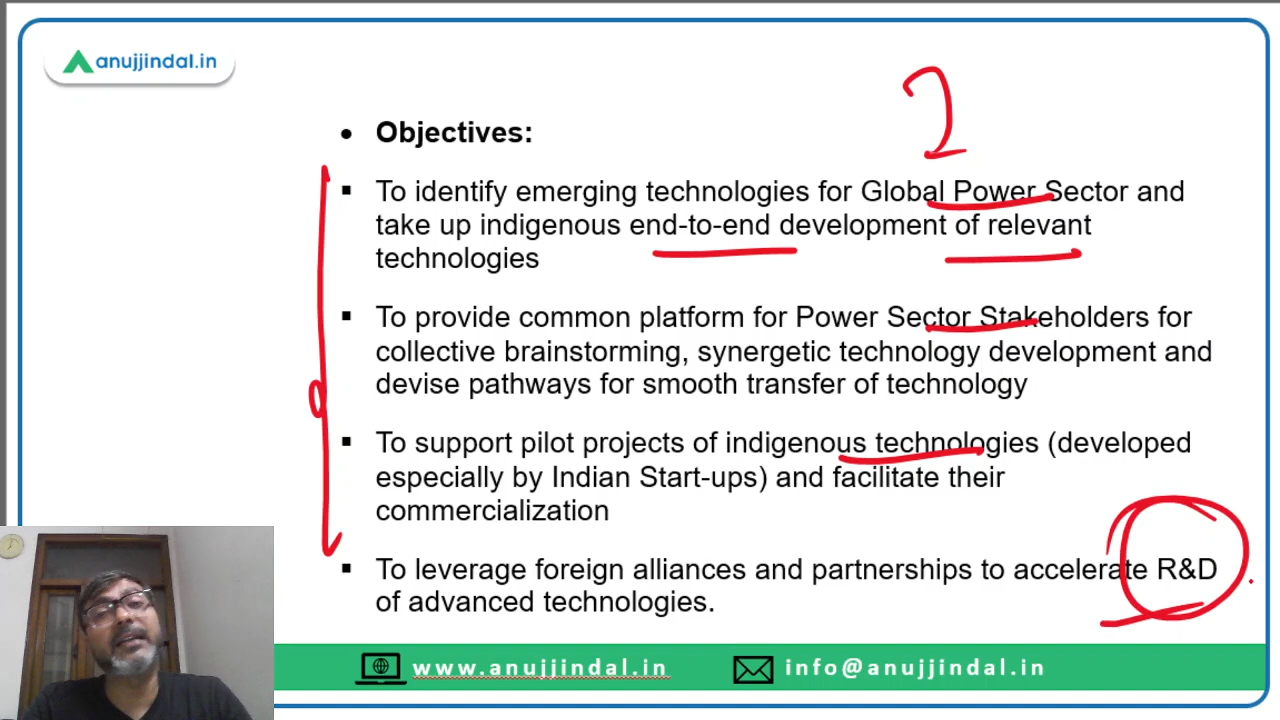 anujjindal.in
2
• Objectives:
▪ To identify emerging technologies for Global Power Sector and
take up indigenous end-to-end development of relevant
technologies
▪ To provide common platform for Power Sector Stakeholders for
collective brainstorming, synergetic technology development and
devise pathways for smooth transfer of technology
▪ To support pilot projects of indigenous technologies (developed
especially by Indian Start-ups) and facilitate their
commercialization
▪ To leverage foreign alliances and partnerships to accelerate R&D
of advanced technologies.
www.anujjindal.in info@anujjindal.in